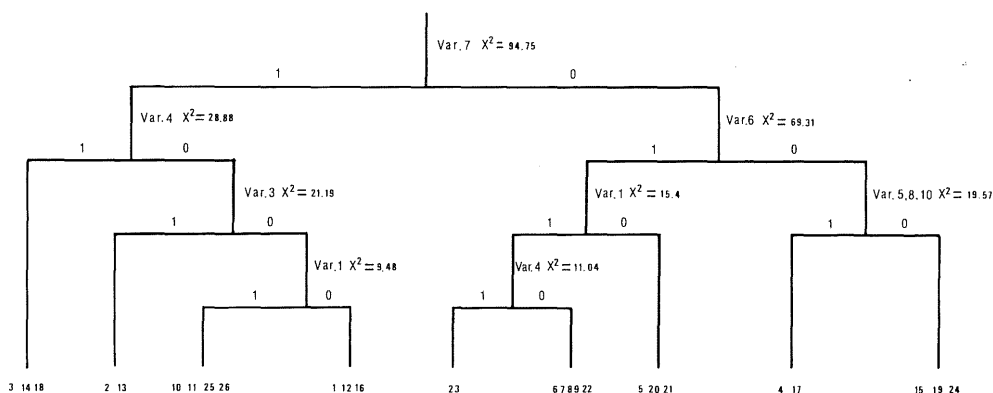 Var. 7 X²= 94.75
1 0
Var. 4 X²= 28.88 Var. 6 X²= 69.31
1 0 1 0
Var. 3 X²= 21.19 Var. 1 X²= 15.4 Var. 5,8,10 X²= 19.57
1 0 1 0 1 0
Var. 1 X²= 9.48 Var. 4 X²= 11.04
1 0 1 0
3 14 18 2 13 10 11 25 26 1 12 16 23 6 7 8 9 22 5 20 21 4 17 15 19 24